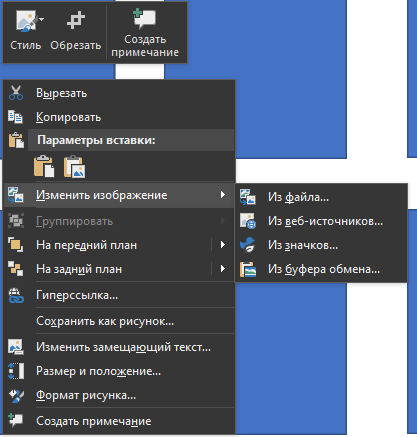 Стиль Обрезать Создать
примечание
Вырезать
Копировать
Параметры вставки:
Изменить изображение
Из файла...
Группировать
Из веб-источников...
На передний план
Из значков...
На задний план
Из буфера обмена...
Гиперссылка...
Сохранить как рисунок...
Изменить замещающий текст...
Размер и положение...
Формат рисунка...
Создать примечание